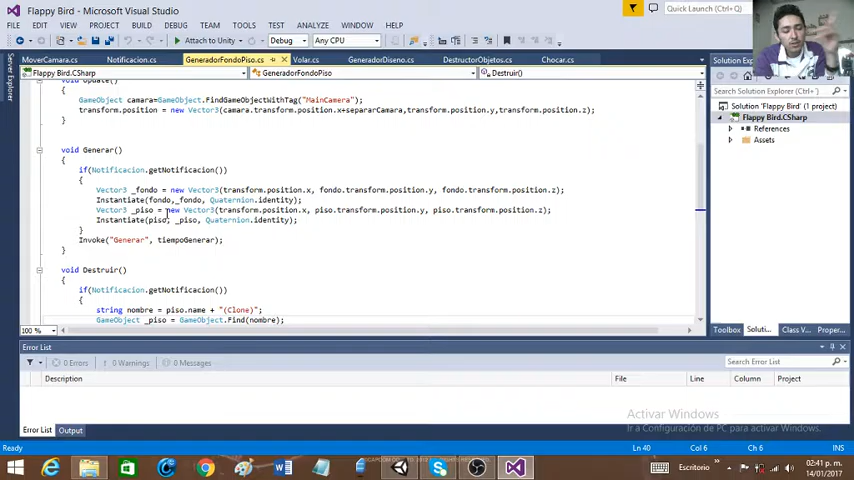 Flappy Bird - Microsoft Visual Studio
Quick Launch (Ctrl
FILE EDIT VIEW PROJECT BUILD DEBUG TEAM TOOLS TEST ANALYZE WINDOW HELP
Attach to Unity Debug Any CPU
MoverCamara.cs Notificacion.cs GeneradorFondoPiso.cs Volar.cs GeneradorDiseno.cs DestructorObjetos.cs Chocar.cs
Flappy Bird.CSharp GeneradorFondoPiso Destruir()
Server Explorer
void Update()
{
GameObject camara=GameObject.FindGameObjectWithTag("MainCamera");
transform.position = new Vector3(camara.transform.position.x+separarCamara,transform.position.y,transform.position.z);
}
void Generar()
{
if(Notificacion.getNotificacion())
{
Vector3 _fondo = new Vector3(transform.position.x, fondo.transform.position.y, fondo.transform.position.z);
Instantiate(fondo,_fondo, Quaternion.identity);
Vector3 _piso = new Vector3(transform.position.x, piso.transform.position.y, piso.transform.position.z);
Instantiate(piso, _piso, Quaternion.identity);
}
Invoke("Generar", tiempoGenerar);
}
void Destruir()
{
if(Notificacion.getNotificacion())
{
string nombre = piso.name + "(Clone)";
GameObject _piso = GameObject.Find(nombre);
100 %
Solution Explorer
Search Solution Explorer
Solution 'Flappy Bird' (1 project)
Flappy Bird.CSharp
References
Assets
Toolbox Soluti... Class V... Proper...
Error List
0 Errors 0 Warnings 0 Messages
Search Error List
Description File Line Column Project
Activar Windows
Ir a Configuración de PC para activar Windows.
Error List Output
Ready Ln 40 Col 6 Ch 6 INS
Escritorio
02:41 p. m.
14/01/2017